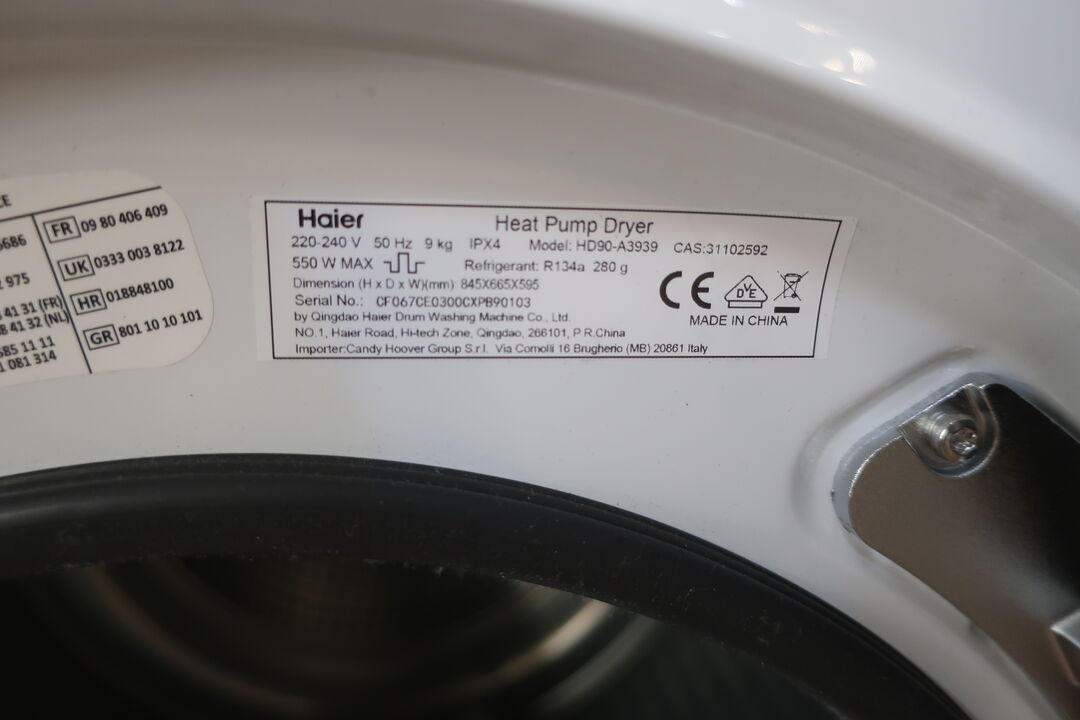 CE
FR 09 80 406 409
UK 0333 003 8122
41 31 (FR)
41 32 (NL)
HR 018848100
GR 801 10 10 101
585 11 11
081 314
Haier
Heat Pump Dryer
220-240 V 50 Hz 9 kg IPX4 Model: HD90-A3939 CAS:31102592
550 W MAX Refrigerant: R134a 280 g
Dimension (H x D x W)(mm): 845X665X595
Serial No.: CF067CE0300CXPB90103
by Qingdao Haier Drum Washing Machine Co., Ltd.
NO.1, Haier Road, Hi-tech Zone, Qingdao, 266101, P.R.China
Importer:Candy Hoover Group S.r.l. Via Comolli 16 Brugherio (MB) 20861 Italy
CE
DVE
MADE IN CHINA